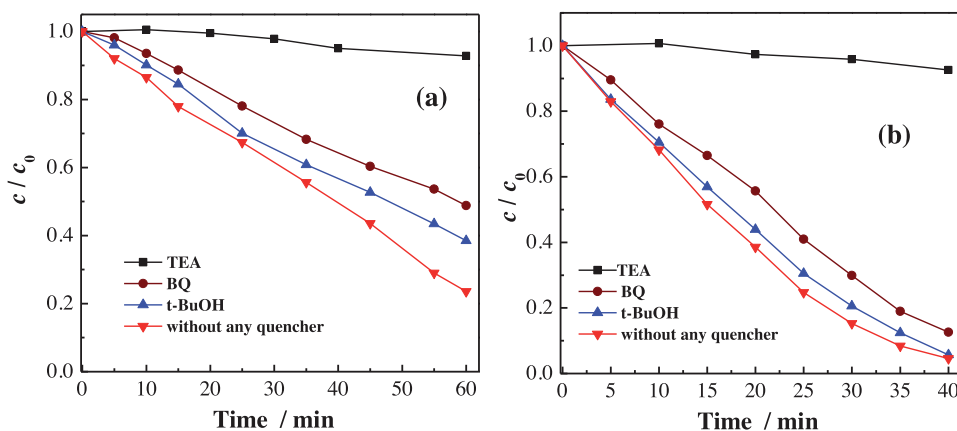 1.0
0.8
0.6
0.4
0.2
0.0
c / c0
(a)
TEA
BQ
t-BuOH
without any quencher
0 10 20 30 40 50 60
Time / min
1.0
0.8
0.6
0.4
0.2
0.0
c / c0
(b)
TEA
BQ
t-BuOH
without any quencher
0 5 10 15 20 25 30 35 40
Time / min